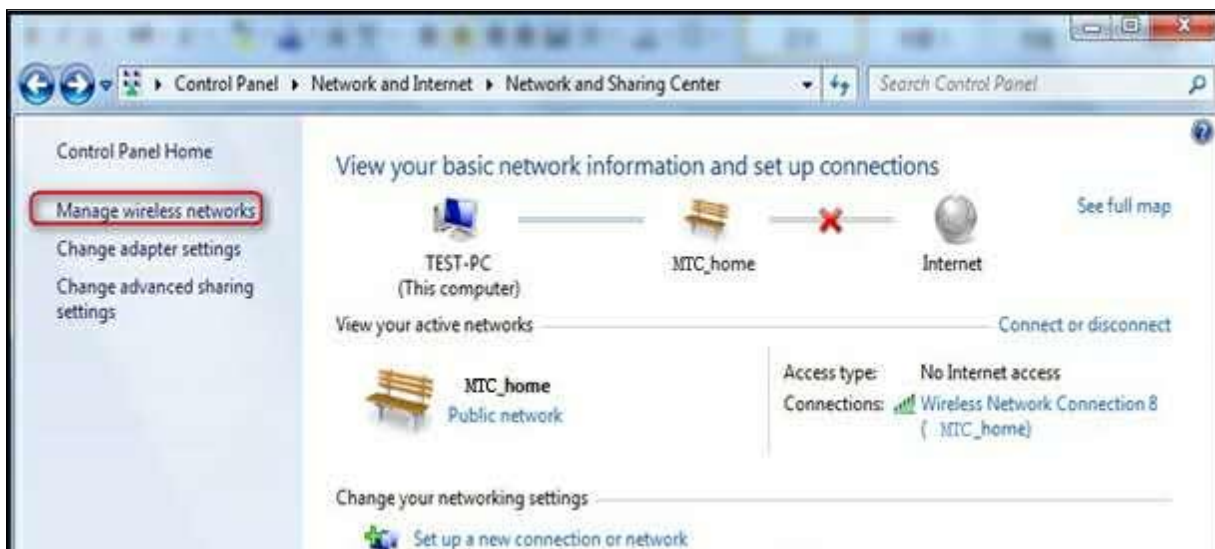 Control Panel ▸ Network and Internet ▸ Network and Sharing Center
Search Control Panel
Control Panel Home
Manage wireless networks
Change adapter settings
Change advanced sharing
settings
View your basic network information and set up connections
See full map
TEST-PC
(This computer)
MTC_home
Internet
View your active networks
Connect or disconnect
MTC_home
Public network
Access type: No Internet access
Connections: Wireless Network Connection 8
( MTC_home)
Change your networking settings
Set up a new connection or network